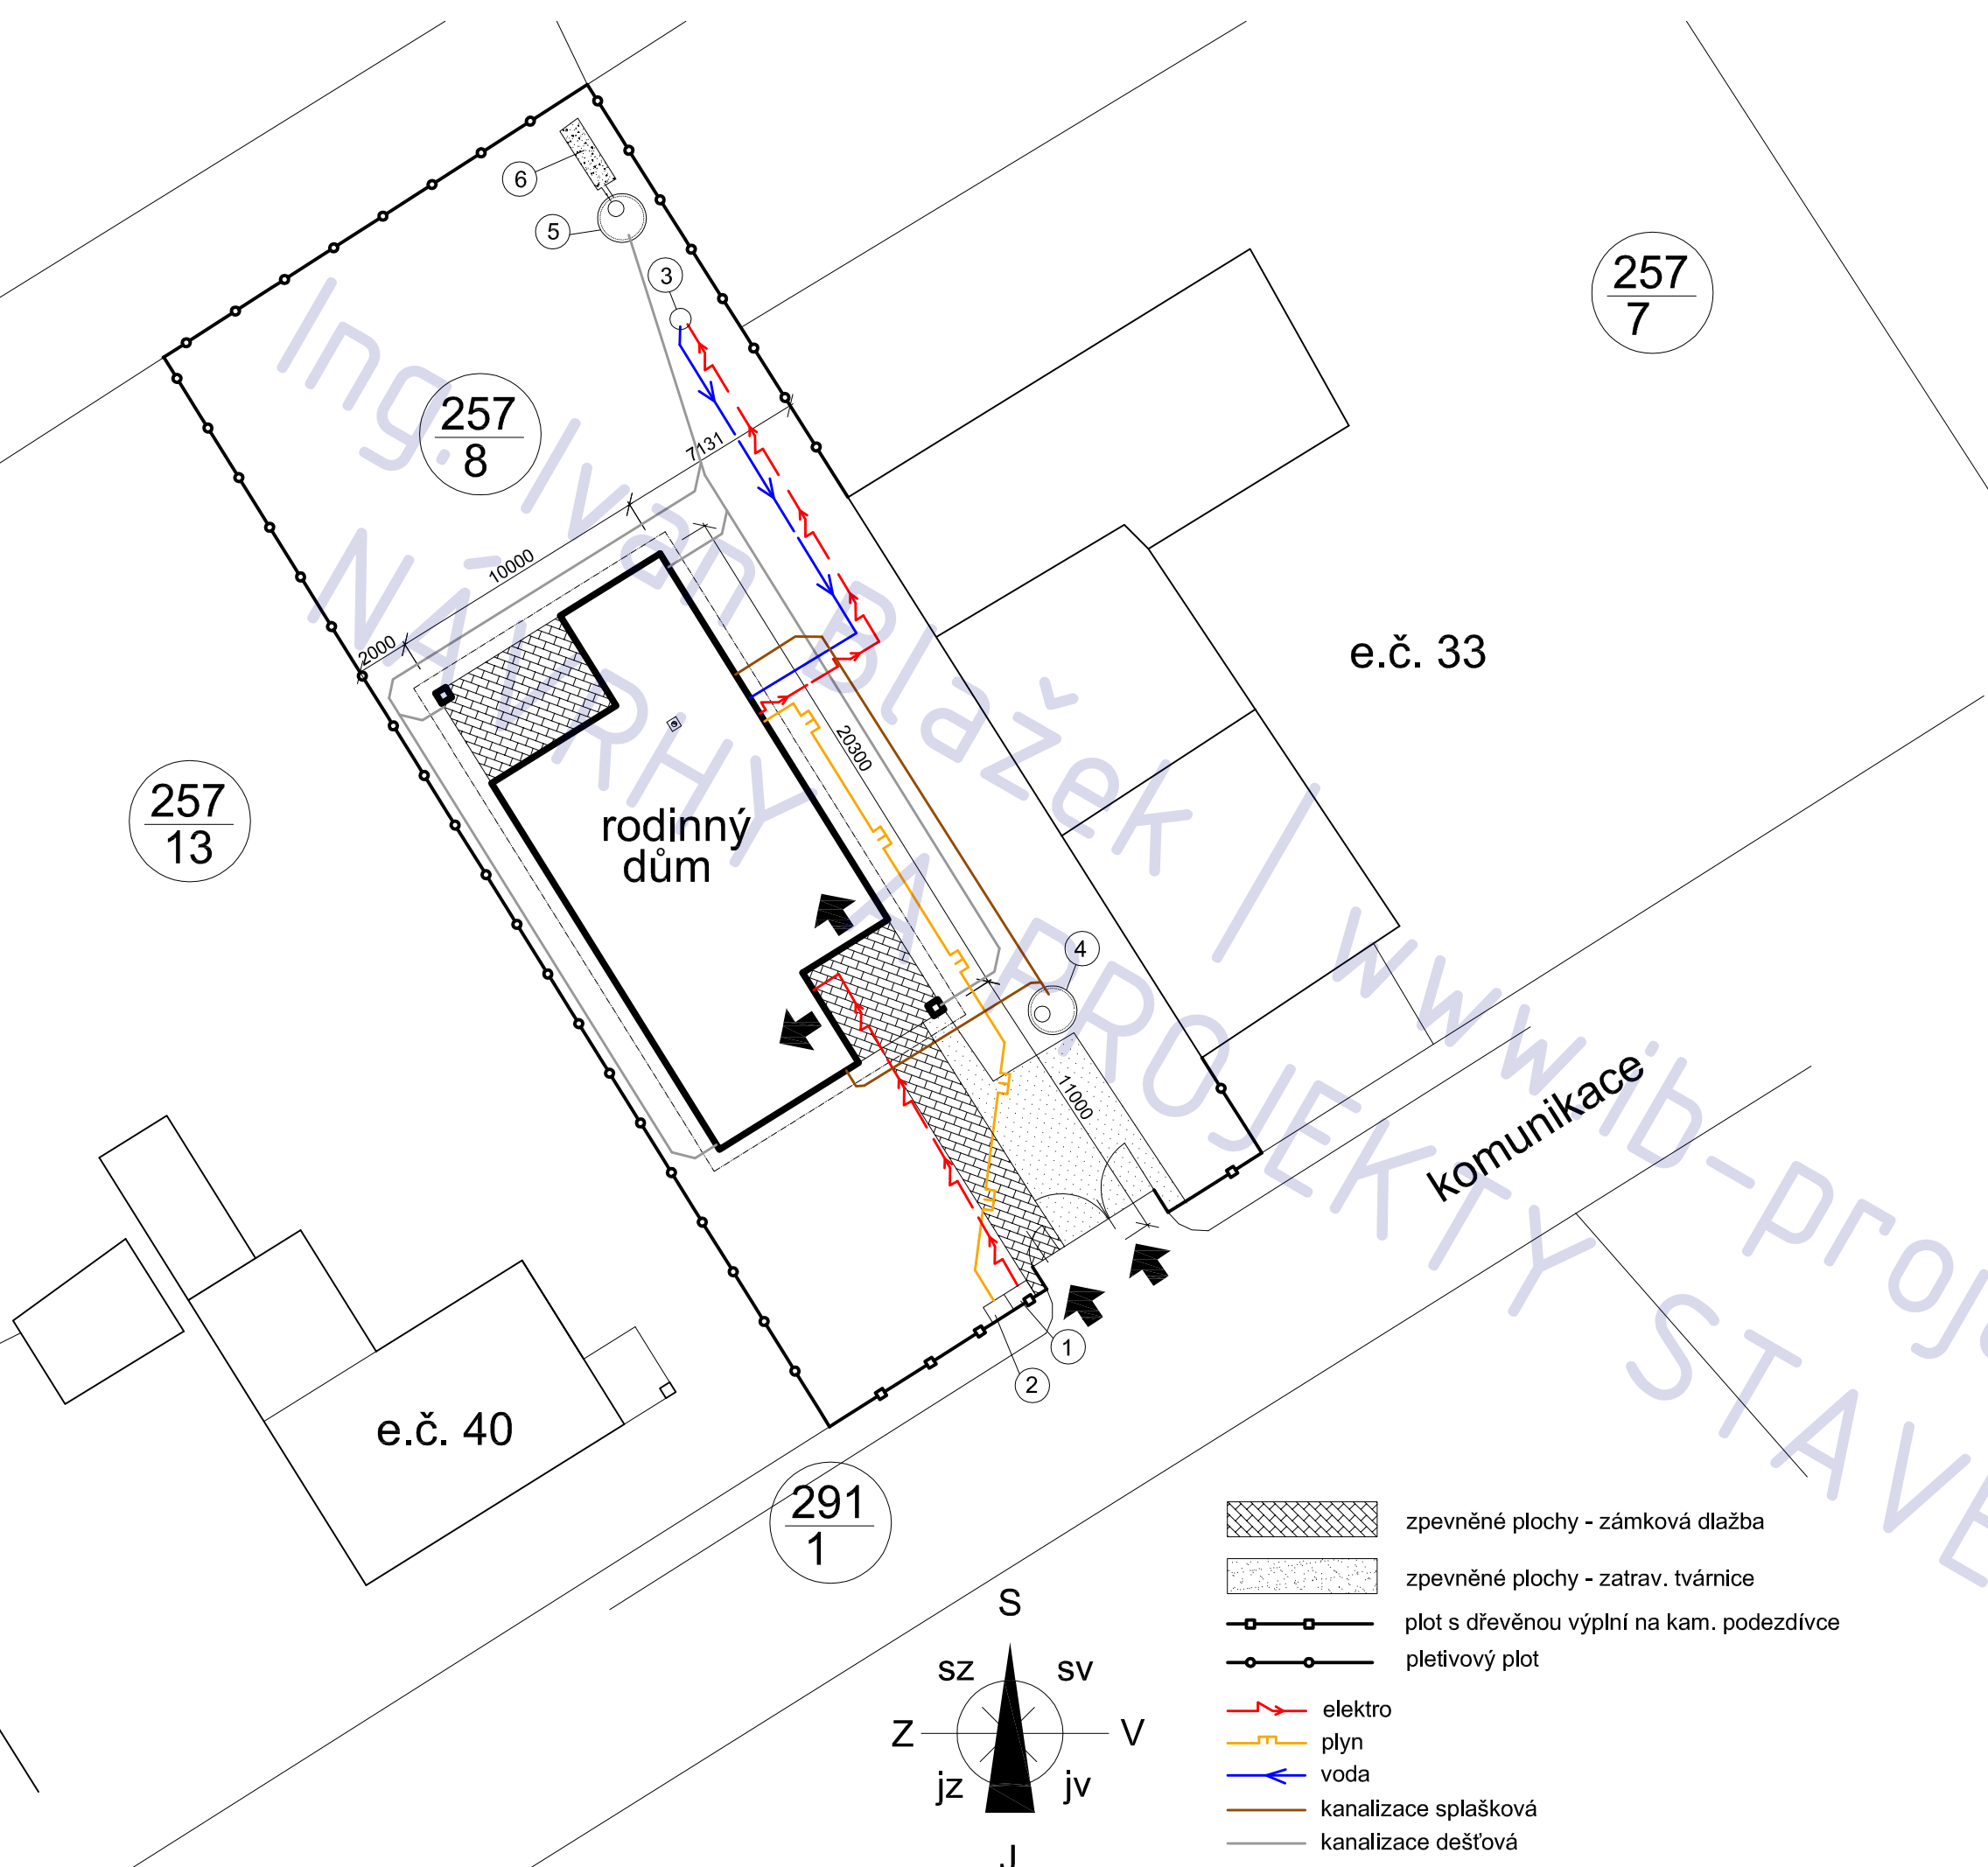 6
5
3
257
7
257
8
7131
10000
2000
e.č. 33
20300
257
13
rodinný
dům
4
11000
komunikace
1
2
e.č. 40
291
1
Ing. Ivan Blažek | www.ib-proj
NÁVRHY A PROJEKTY STAVE
zpevněné plochy - zámková dlažba
zpevněné plochy - zatrav. tvárnice
plot s dřevěnou výplní na kam. podezdívce
pletivový plot
elektro
plyn
voda
kanalizace splašková
kanalizace dešťová
S
sz sv
Z V
jz jv
J